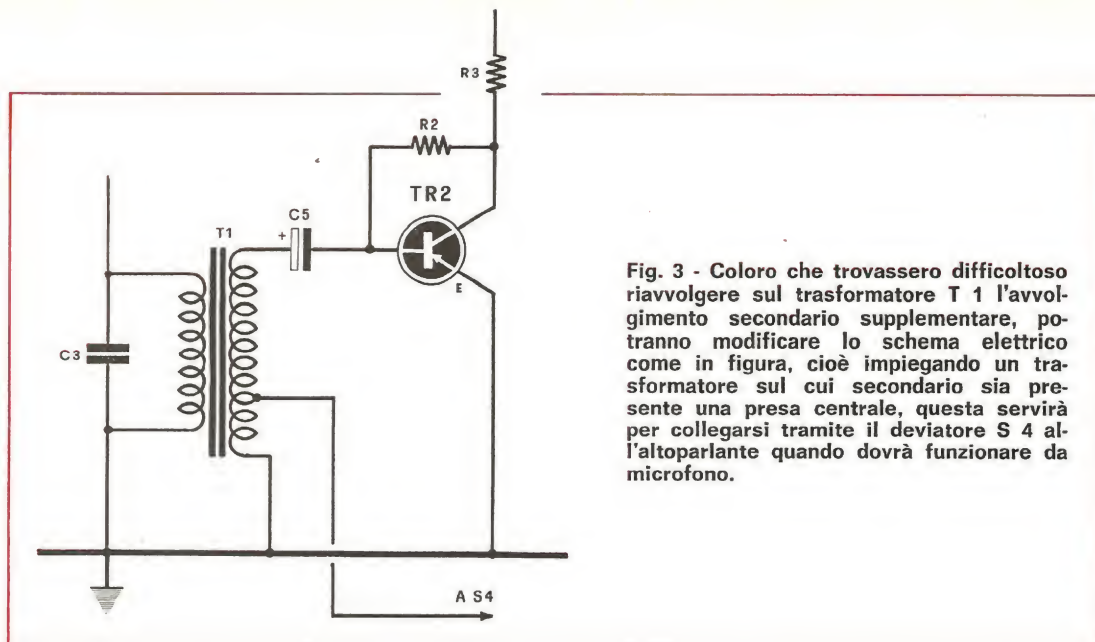 R3
R2
TR2
C5
+
T1
E
C3
A S4
Fig. 3 - Coloro che trovassero difficoltoso
riavvolgere sul trasformatore T 1 l'avvol-
gimento secondario supplementare, po-
tranno modificare lo schema elettrico
come in figura, cioè impiegando un tra-
sformatore sul cui secondario sia pre-
sente una presa centrale, questa servirà
per collegarsi tramite il deviatore S 4 al-
l'altoparlante quando dovrà funzionare da
microfono.